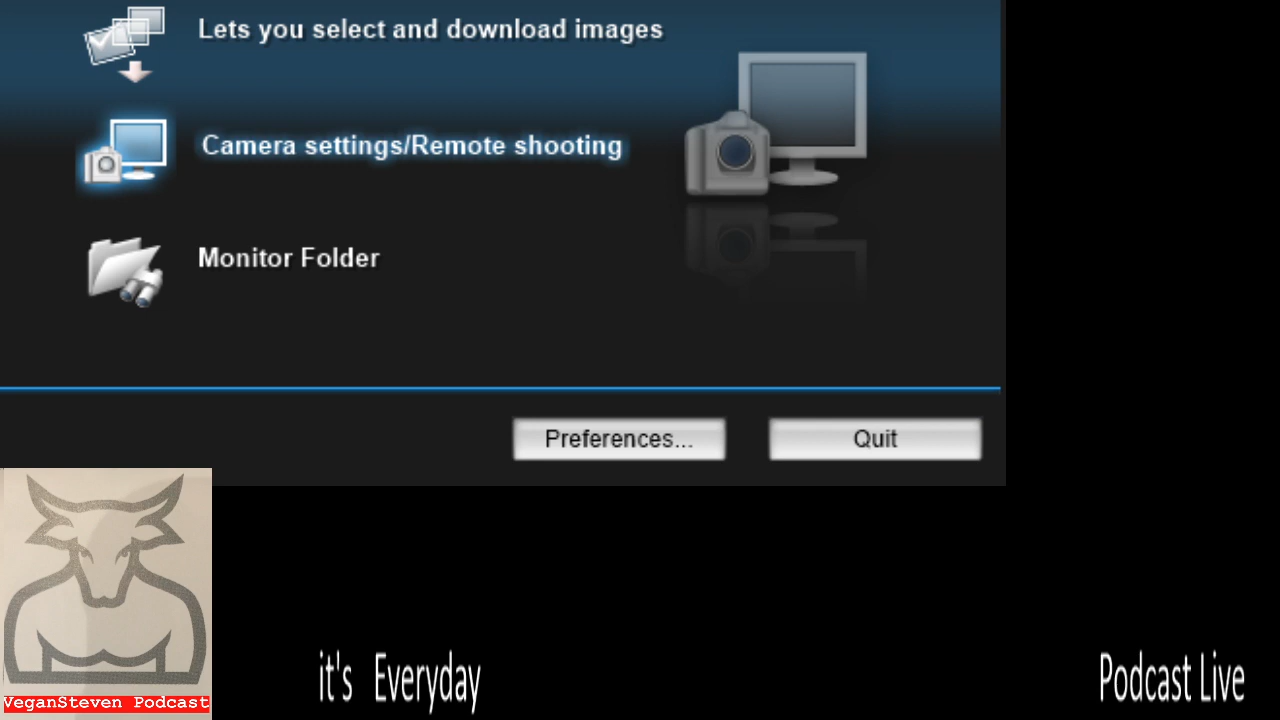 Lets you select and download images
Camera settings/Remote shooting
Monitor Folder
Preferences...
Quit
VeganSteven Podcast
it's Everyday
Podcast Live